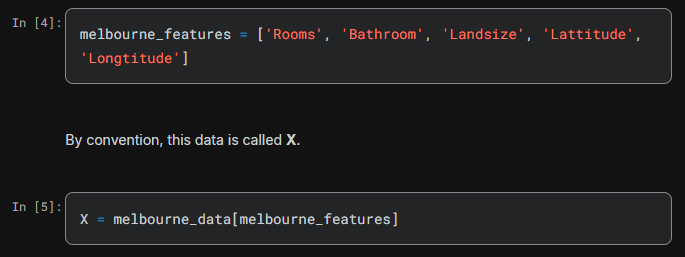 In [4]:
melbourne_features = ['Rooms', 'Bathroom', 'Landsize', 'Lattitude',
'Longtitude']
By convention, this data is called X.
In [5]:
X = melbourne_data[melbourne_features]